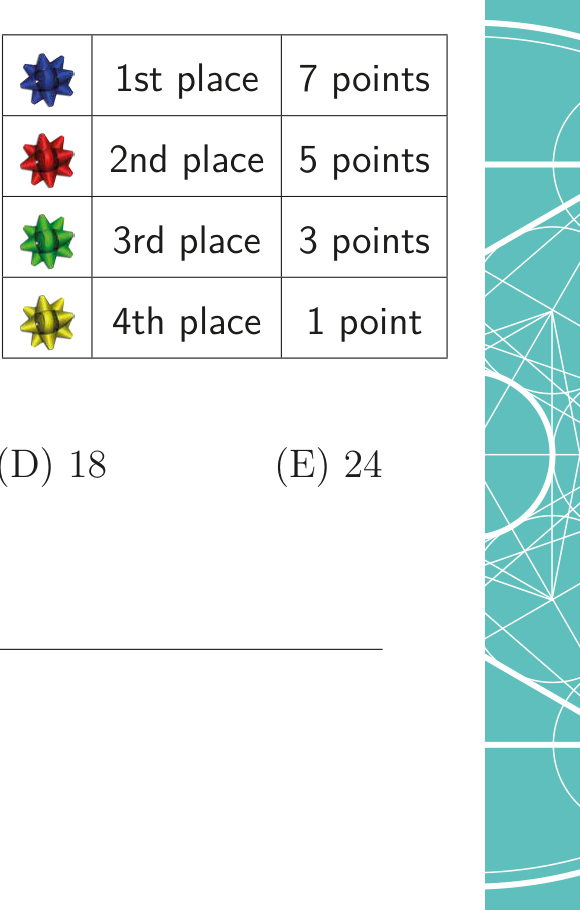 1st place 7 points
2nd place 5 points
3rd place 3 points
4th place 1 point
(D) 18 (E) 24